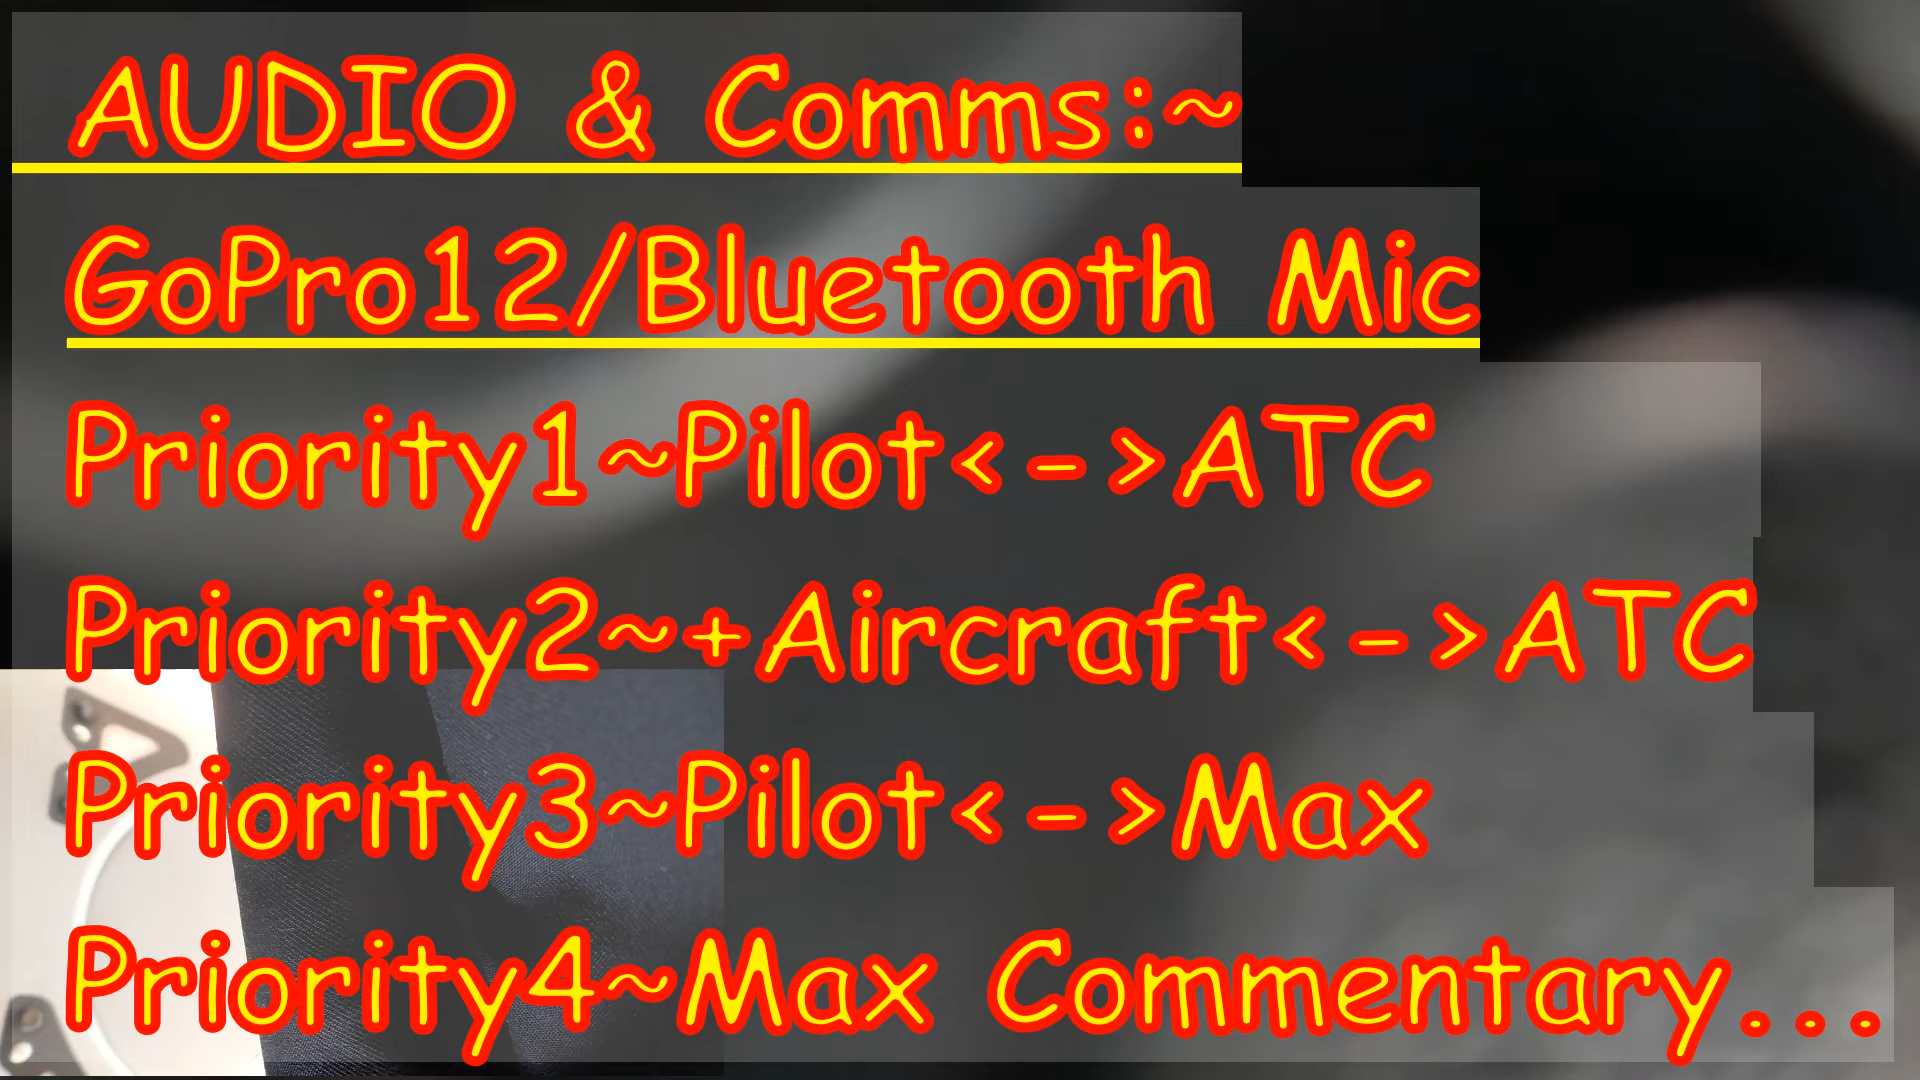 AUDIO & Comms:~
GoPro12/Bluetooth Mic
Priority1~Pilot<->ATC
Priority2~+Aircraft<->ATC
Priority3~Pilot<->Max
Priority4~Max Commentary...